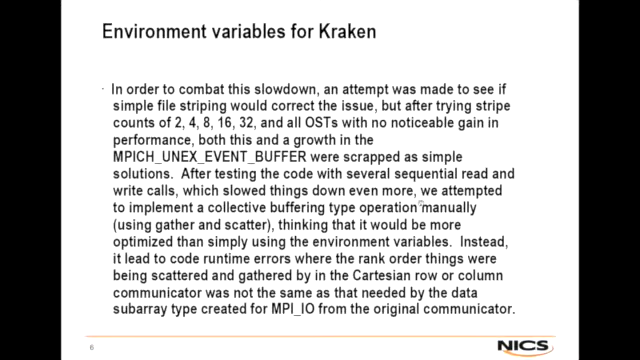 Environment variables for Kraken
· In order to combat this slowdown, an attempt was made to see if
simple file striping would correct the issue, but after trying stripe
counts of 2, 4, 8, 16, 32, and all OSTs with no noticeable gain in
performance, both this and a growth in the
MPICH_UNEX_EVENT_BUFFER were scrapped as simple
solutions. After testing the code with several sequential read and
write calls, which slowed things down even more, we attempted
to implement a collective buffering type operation manually
(using gather and scatter), thinking that it would be more
optimized than simply using the environment variables. Instead,
it lead to code runtime errors where the rank order things were
being scattered and gathered by in the Cartesian row or column
communicator was not the same as that needed by the data
subarray type created for MPI_IO from the original communicator.
6
NICS